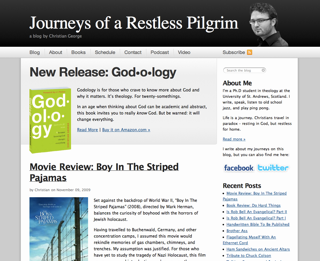 Journeys of a Restless Pilgrim
a blog by Christian George
Blog About Books Schedule Contact Podcast Video Subscribe
New Release: God•o•logy
God.
ol
o.
gy
Godology is for those who crave to know more about God and
why it matters. It's theology. For twenty-somethings.
In an age when thinking about God can be academic and abstract,
this book invites you to really know God. But be warned: it will
change everything.
Read More | Buy it on Amazon.com »
Movie Review: Boy In The Striped
Pajamas
by Christian on November 08, 2009
Set against the backdrop of World War II, "Boy in The
Striped Pajamas" (2008), directed by Mark Herman,
balances the curiosity of boyhood with the horrors of
Jewish holocaust.
Having travelled to Buchenwald, Germany, and other
concentration camps, I assumed this movie would
rekindle memories of gas chambers, chimneys, and
trenches. My assumption was justified. For those who
have yet to study the tragedy of Nazi Holocaust, this film
search the blog
About Me
I'm a Ph.D student in theology at the
University of St. Andrews, Scotland. I
write, speak, listen to old school
jazz, and play ping pong.
Life is a journey. Christians travel in
paradox - resting in God, but restless
for home.
read more »
I write about my journeys on this
blog, but you can also find me here:
facebook twitter
Recent Posts
Movie Review: Boy In The Striped
Pajamas
Book Review: Do Hard Things
Is Rob Bell An Evangelical? Part II
Is Rob Bell An Evangelical? Part I
Handwritten Bible To Be Published
Brother Ass
Flagellating Myself With An
Ethernet Cord
Ham Sandwiches on Ancient Altars
Tribute to Chuck Colson